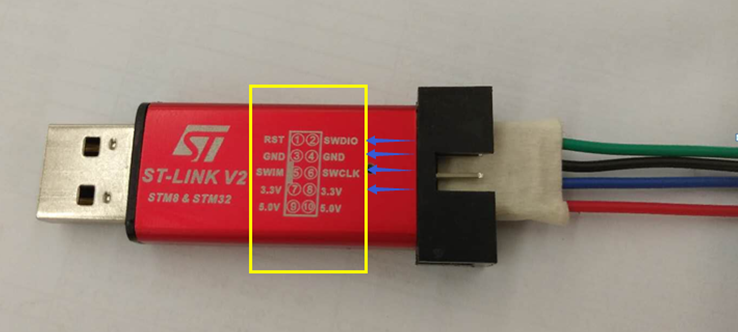 ST
ST-LINK V2
STM8 & STM32
RST 1 2 SWDIO
GND 3 4 GND
SWIM 5 6 SWCLK
3.3V 7 8 3.3V
5.0V 9 10 5.0V